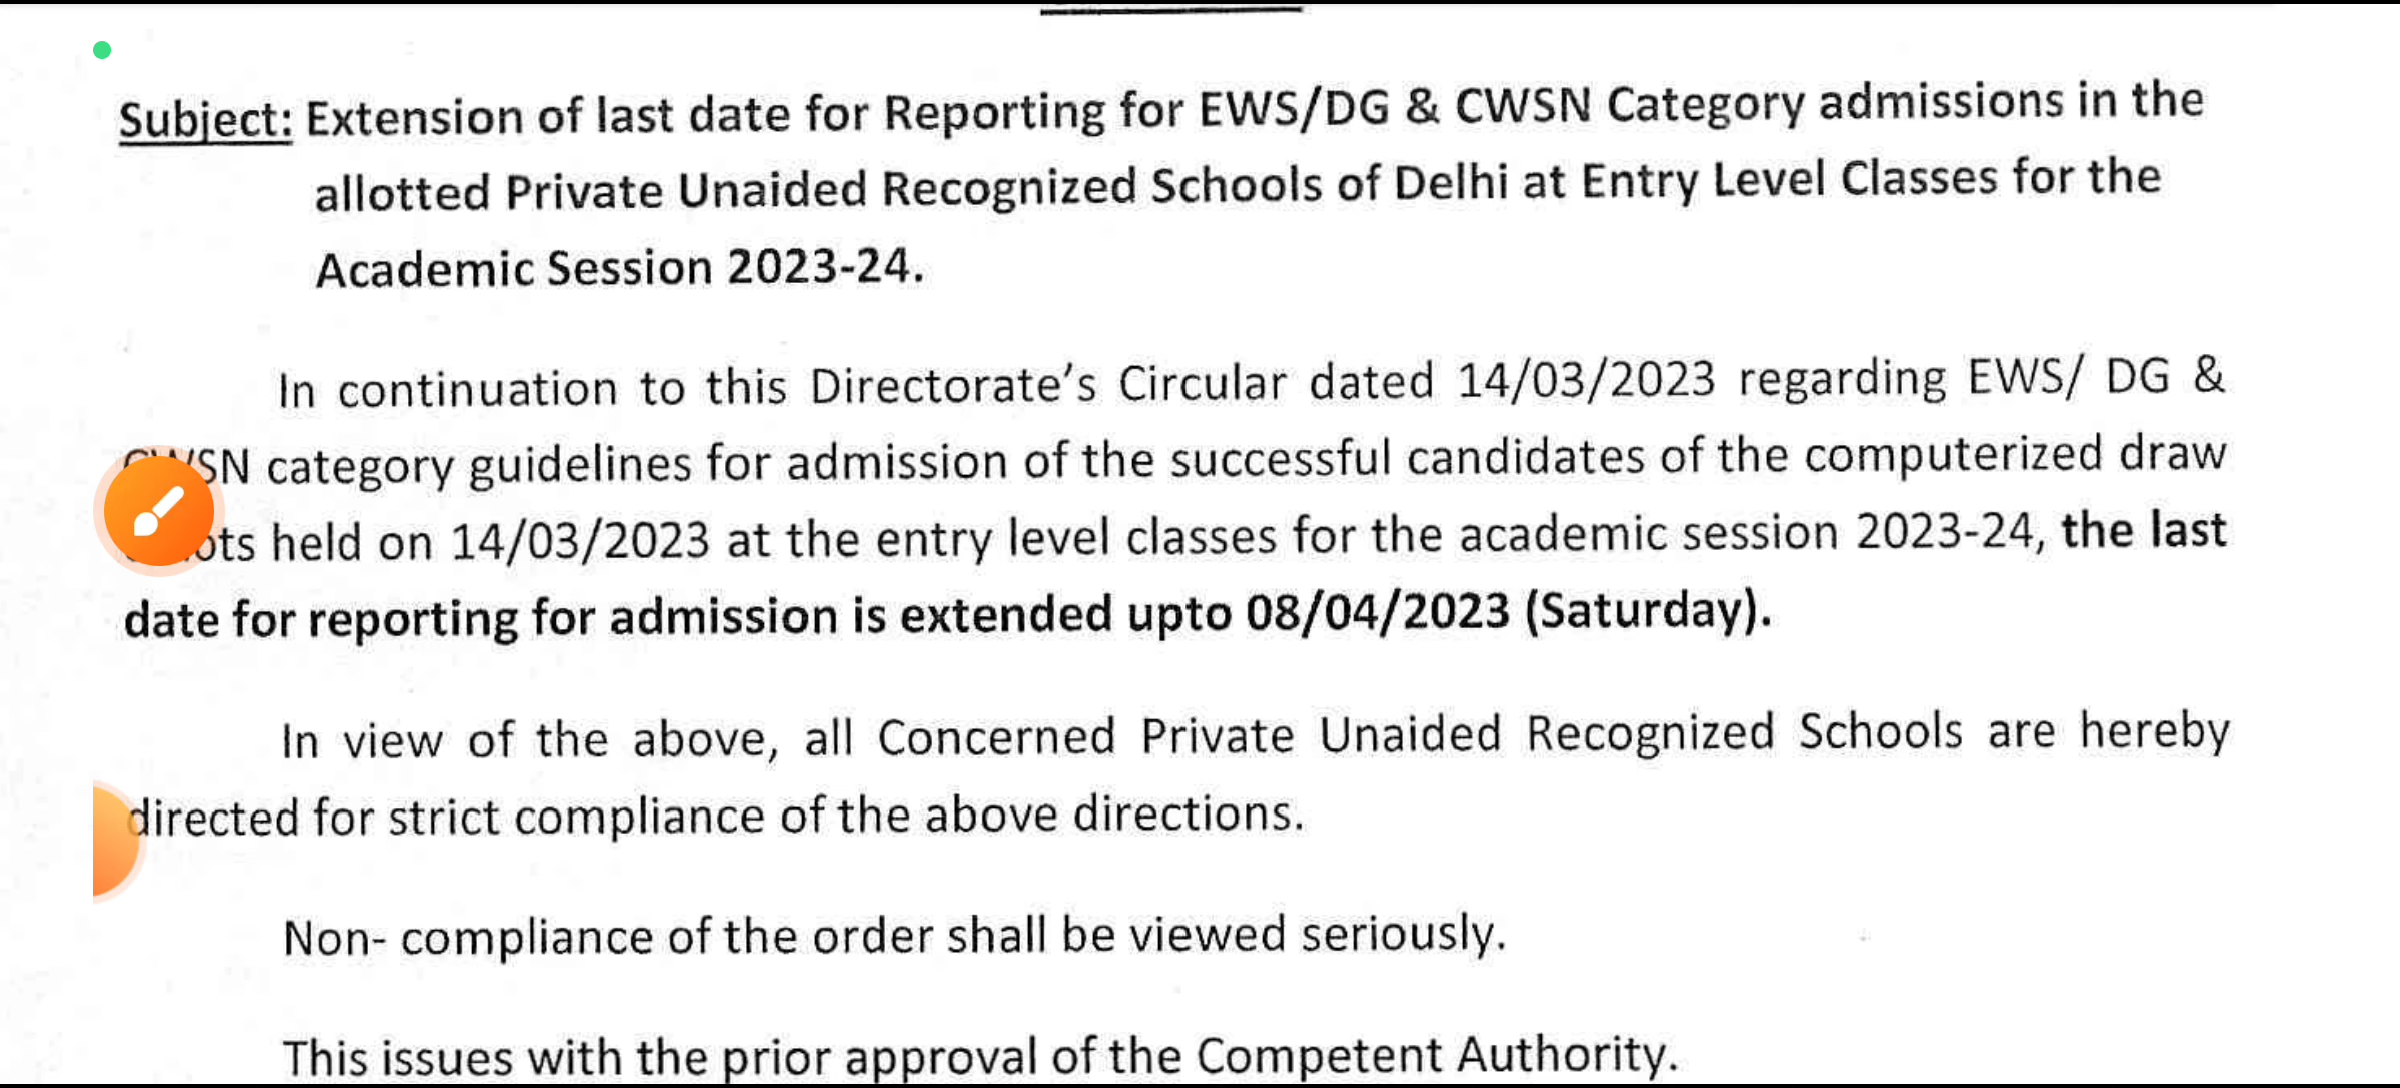 Subject: Extension of last date for Reporting for EWS/DG & CWSN Category admissions in the
allotted Private Unaided Recognized Schools of Delhi at Entry Level Classes for the
Academic Session 2023-24.
In continuation to this Directorate's Circular dated 14/03/2023 regarding EWS/ DG &
CWSN category guidelines for admission of the successful candidates of the computerized draw
held on 14/03/2023 at the entry level classes for the academic session 2023-24, the last
date for reporting for admission is extended upto 08/04/2023 (Saturday).
In view of the above, all Concerned Private Unaided Recognized Schools are hereby
directed for strict compliance of the above directions.
Non- compliance of the order shall be viewed seriously.
This issues with the prior approval of the Competent Authority.